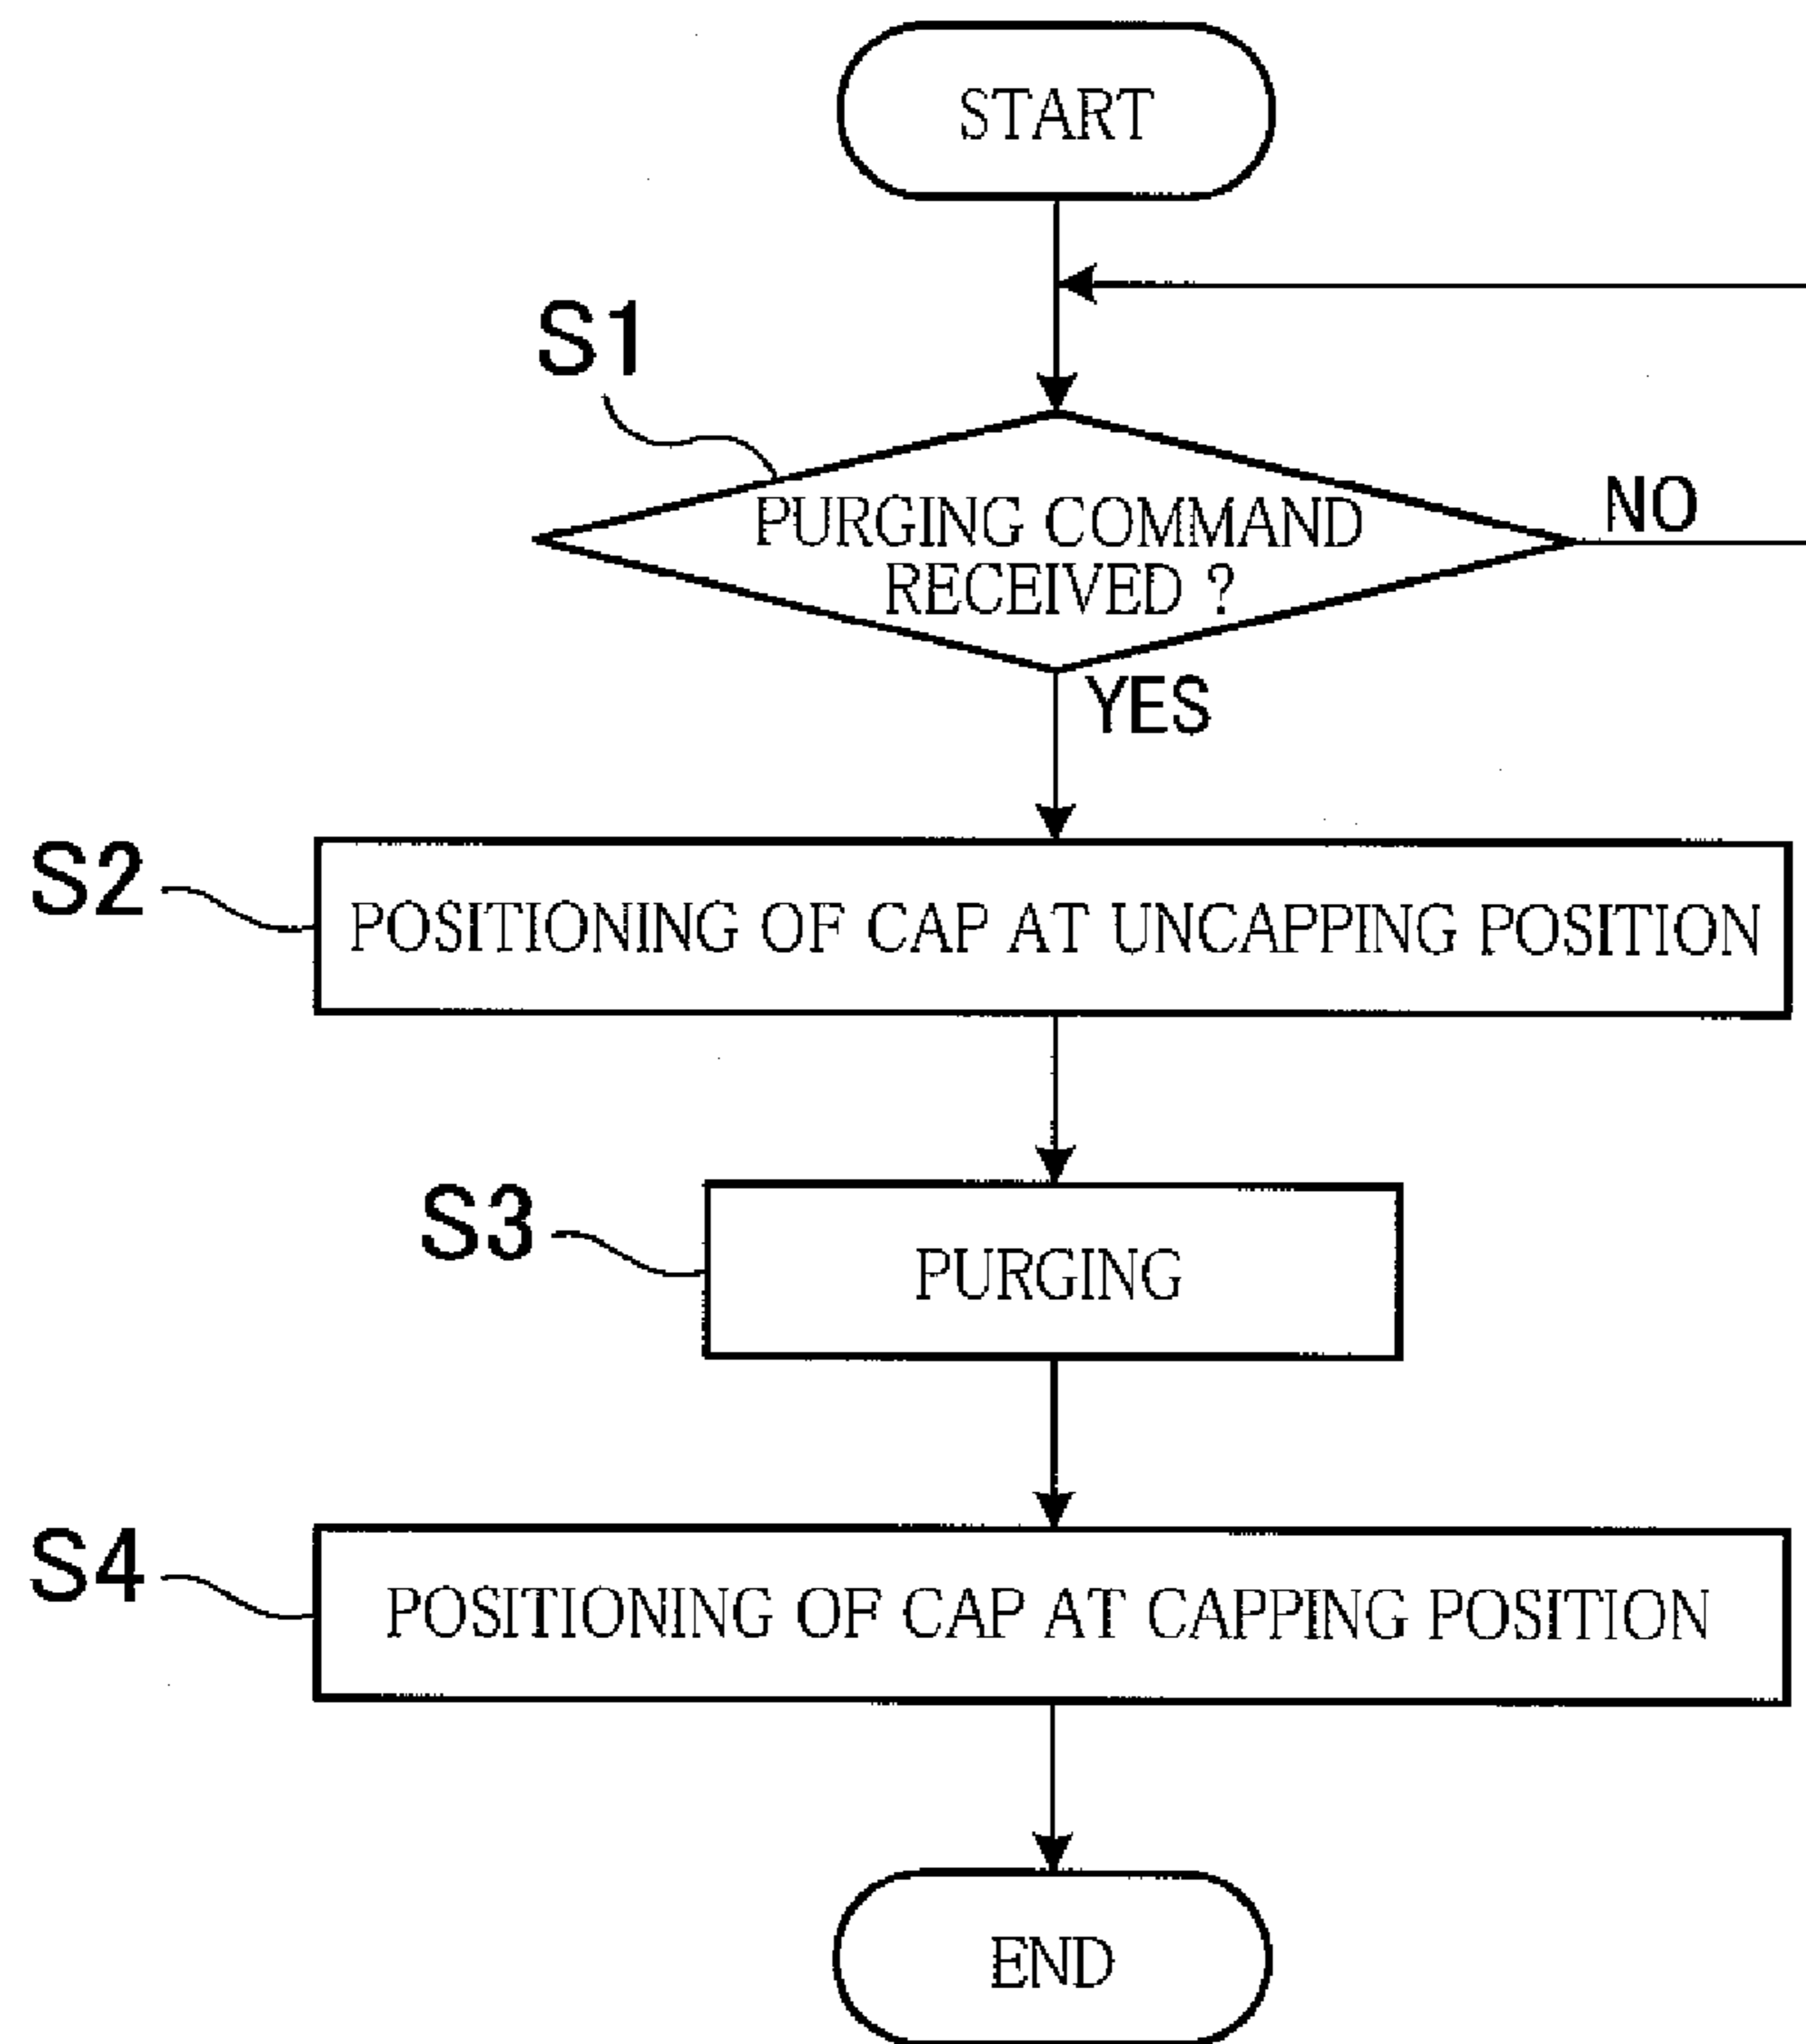 START
S1
PURGING COMMAND
RECEIVED ?
NO
YES
S2
POSITIONING OF CAP AT UNCAPPING POSITION
S3
PURGING
S4
POSITIONING OF CAP AT CAPPING POSITION
END